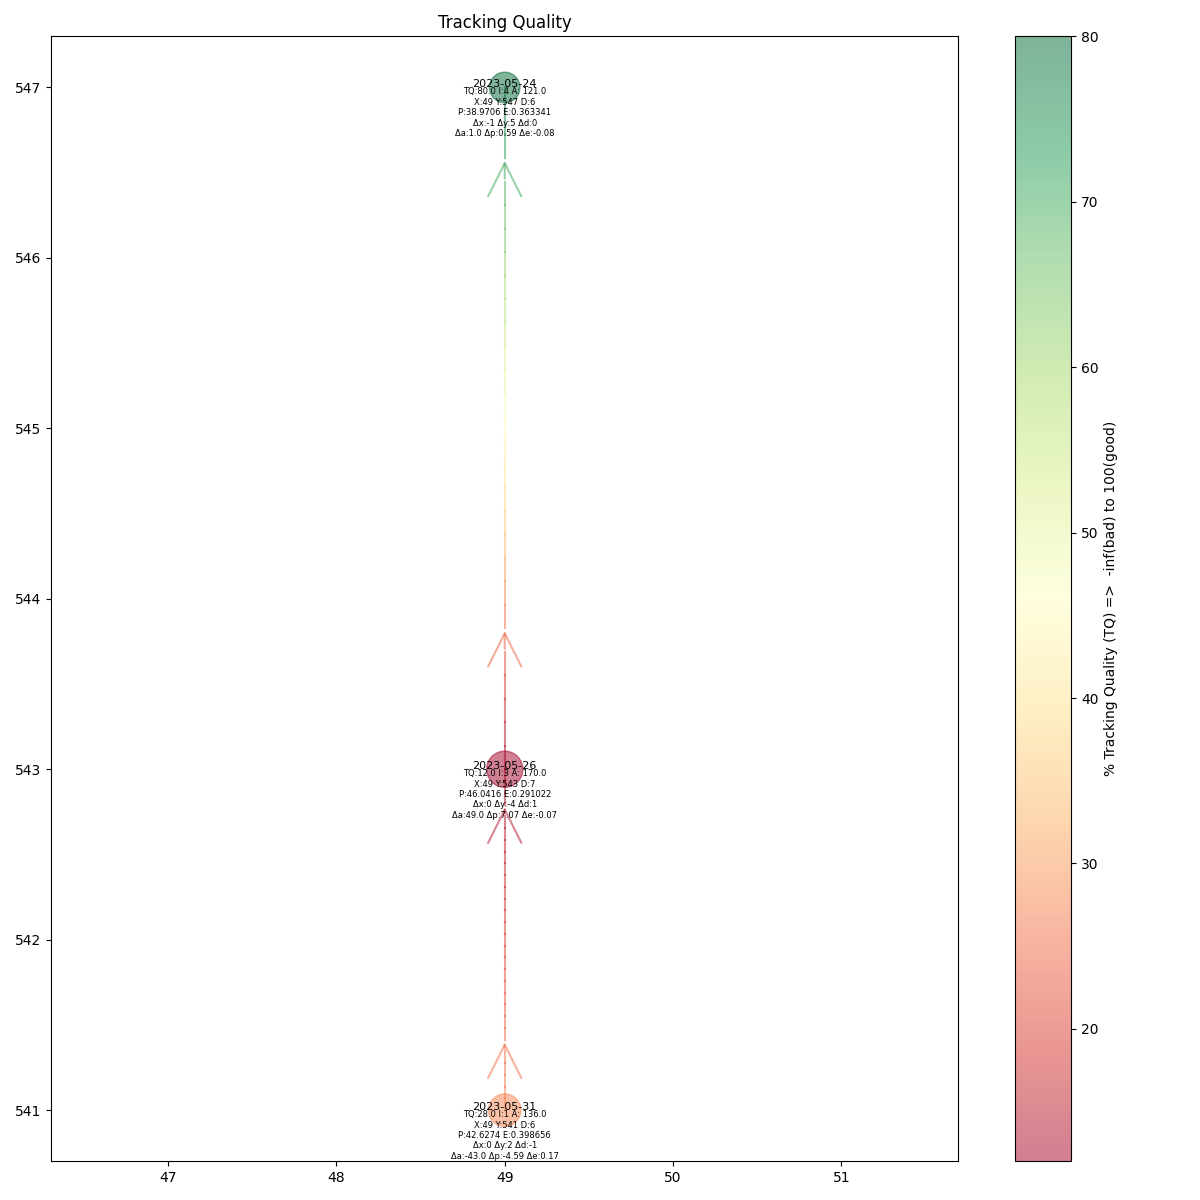 Tracking Quality
547
546
545
544
543
542
541
47
48
49
50
51
2023-05-24
TQ:80.0 I:4 A: 121.0
X:49 Y:547 D:6
P:38.9706 E:0.363341
Δx:-1 Δy:5 Δd:0
Δa:1.0 Δp:0.59 Δe:-0.08
2023-05-26
TQ:12.0 I:3 A: 170.0
X:49 Y:543 D:7
P:46.0416 E:0.291022
Δx:0 Δy:-4 Δd:1
Δa:49.0 Δp:7.07 Δe:-0.07
2023-05-31
TQ:28.0 I:1 A: 136.0
X:49 Y:541 D:6
P:42.6274 E:0.398656
Δx:0 Δy:2 Δd:-1
Δa:-43.0 Δp:-4.59 Δe:0.17
80
70
60
50
40
30
20
% Tracking Quality (TQ) => -inf(bad) to 100(good)